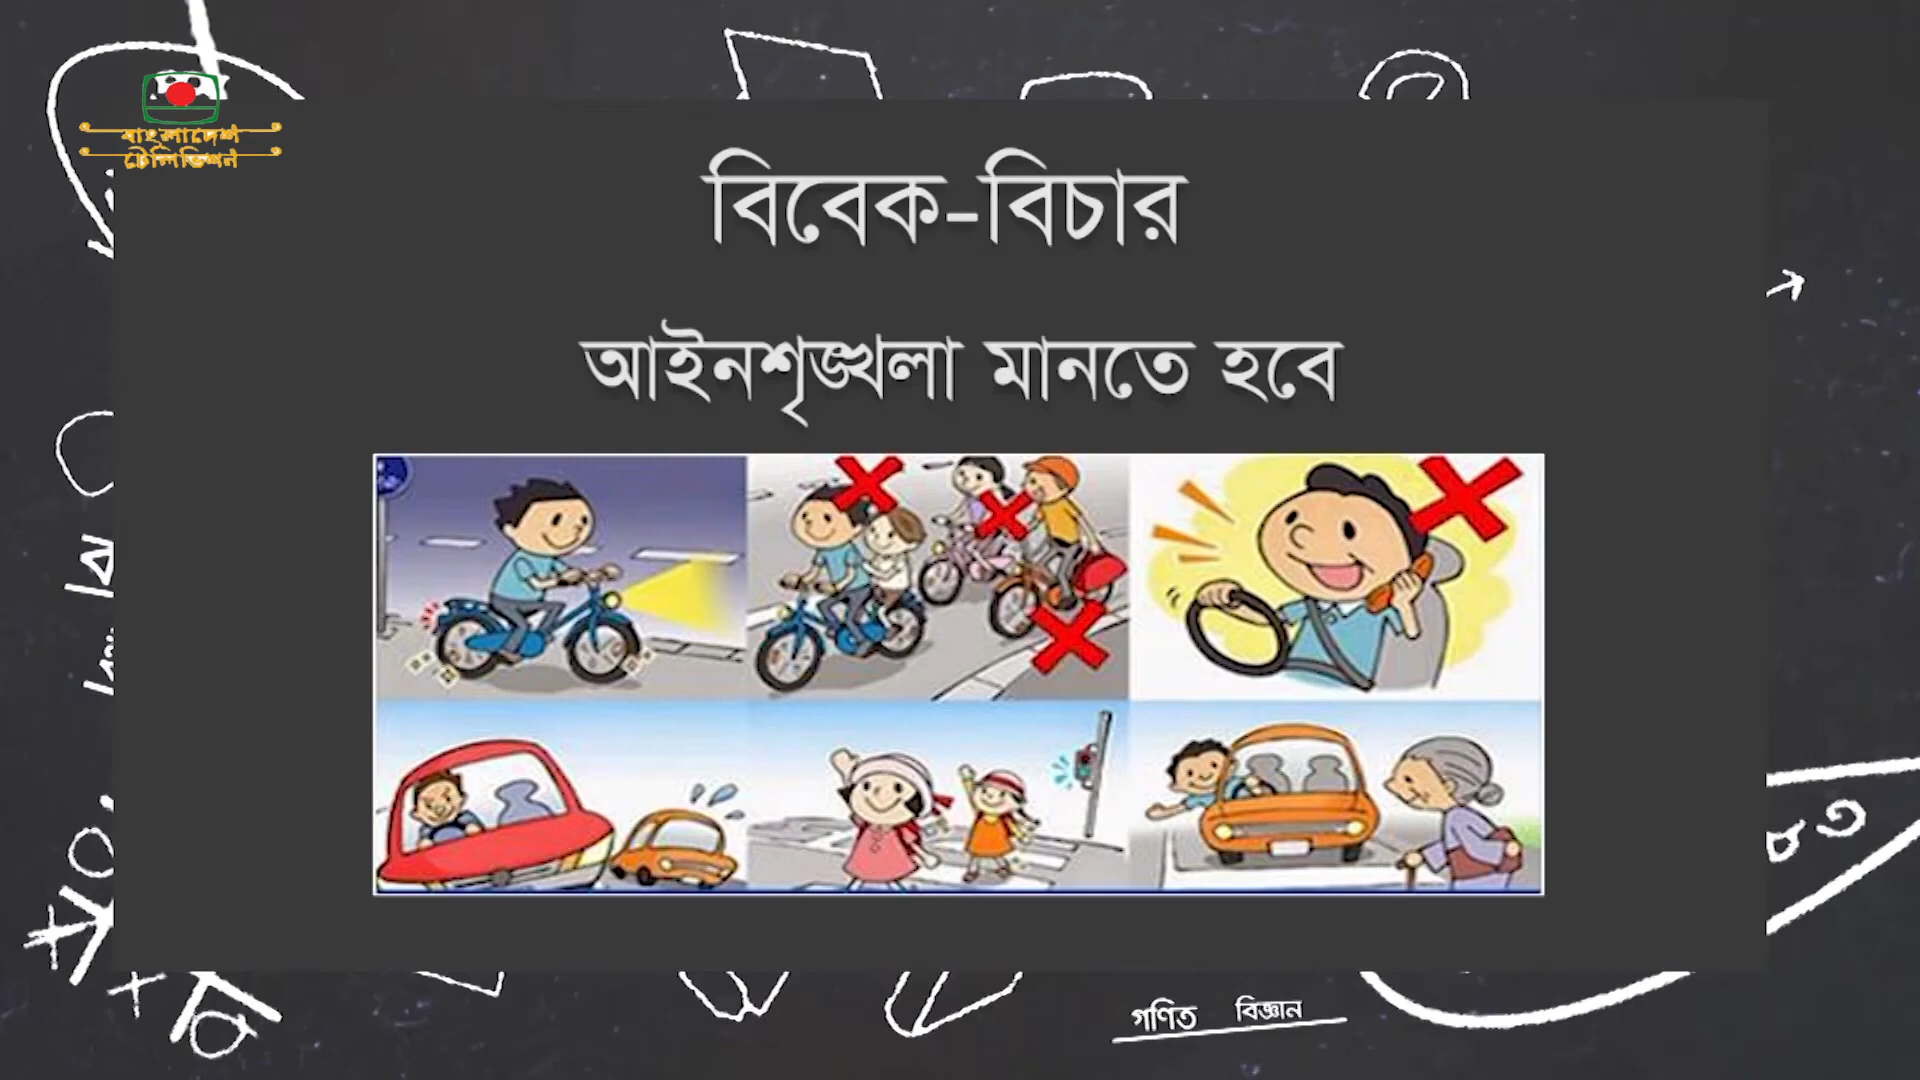 বাংলাদেশ
টেলিভিশন
বিবেক-বিচার
আইনশৃঙ্খলা মানতে হবে
গণিত বিজ্ঞান